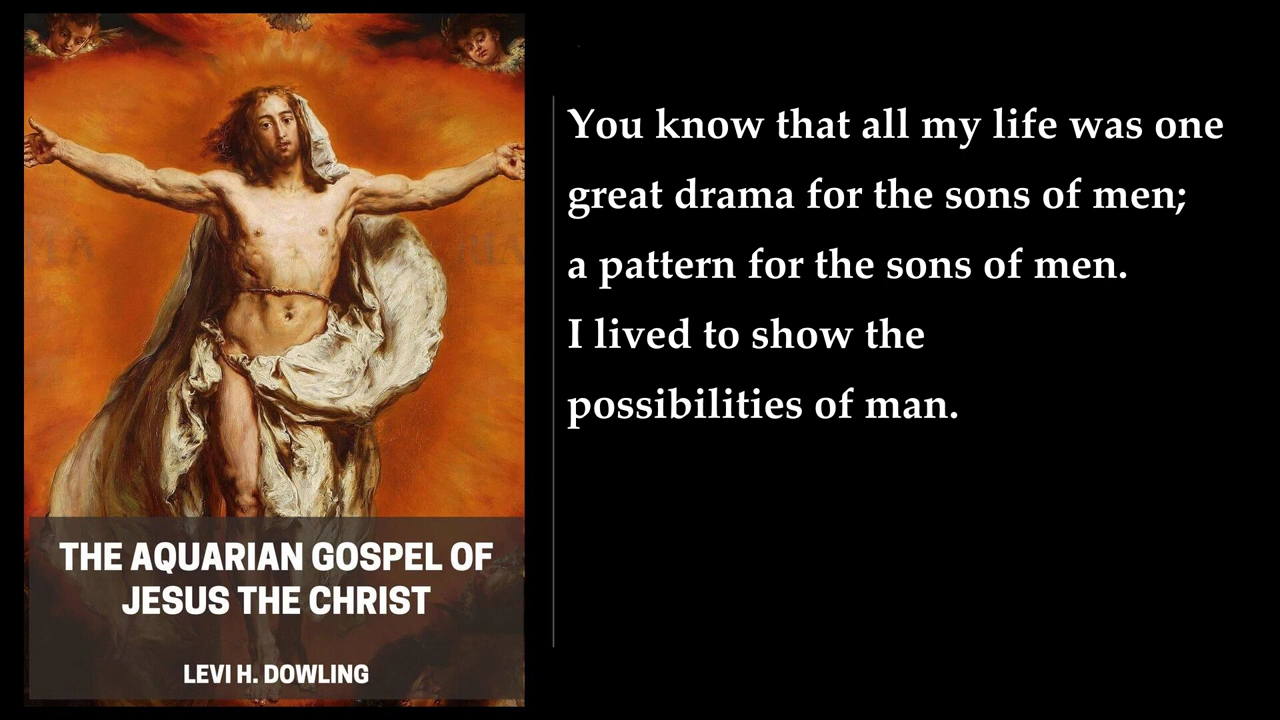 You know that all my life was one
great drama for the sons of men;
a pattern for the sons of men.
I lived to show the
possibilities of man.
THE AQUARIAN GOSPEL OF
JESUS THE CHRIST
LEVI H. DOWLING